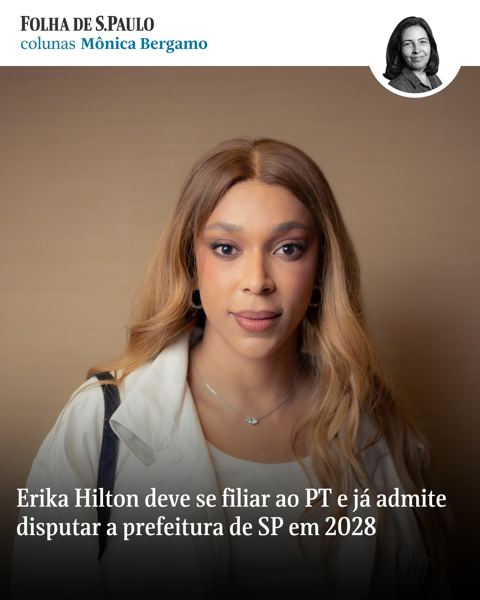 FOLHA DE S.PAULO
colunas Mônica Bergamo
Erika Hilton deve se filiar ao PT e já admite
disputar a prefeitura de SP em 2028